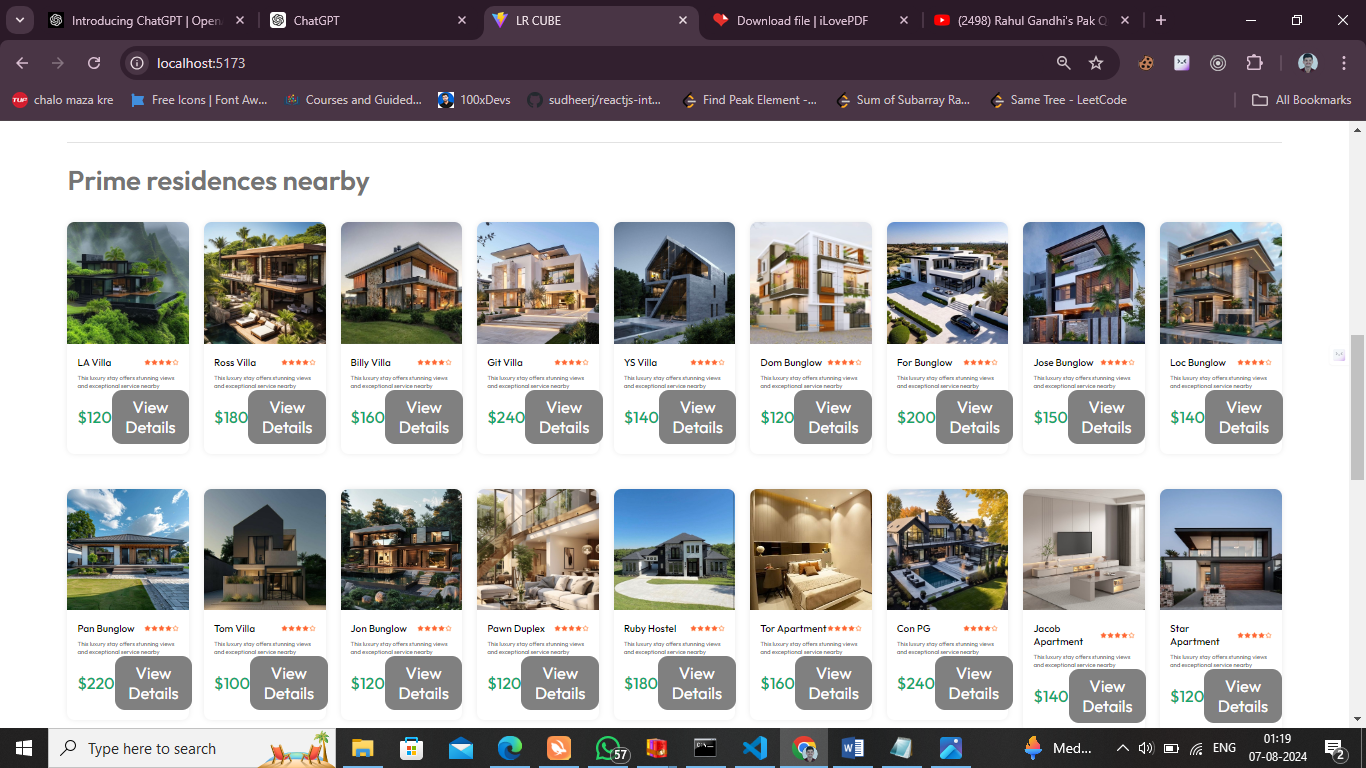 Introducing ChatGPT | Open
ChatGPT
LR CUBE
Download file | iLovePDF
(2498) Rahul Gandhi's Pak Q
localhost:5173
TUP chalo maza kre
Free Icons | Font Aw...
Courses and Guided...
100xDevs
sudheerj/reactjs-int...
Find Peak Element -...
Sum of Subarray Ra...
Same Tree - LeetCode
All Bookmarks
Prime residences nearby
LA Villa
This luxury stay offers stunning views
and exceptional service nearby
$120
View
Details
Ross Villa
This luxury stay offers stunning views
and exceptional service nearby
$180
View
Details
Billy Villa
This luxury stay offers stunning views
and exceptional service nearby
$160
View
Details
Git Villa
This luxury stay offers stunning views
and exceptional service nearby
$240
View
Details
YS Villa
This luxury stay offers stunning views
and exceptional service nearby
$140
View
Details
Dom Bunglow
This luxury stay offers stunning views
and exceptional service nearby
$120
View
Details
For Bunglow
This luxury stay offers stunning views
and exceptional service nearby
$200
View
Details
Jose Bunglow
This luxury stay offers stunning views
and exceptional service nearby
$150
View
Details
Loc Bunglow
This luxury stay offers stunning views
and exceptional service nearby
$140
View
Details
Pan Bunglow
This luxury stay offers stunning views
and exceptional service nearby
$220
View
Details
Tom Villa
This luxury stay offers stunning views
and exceptional service nearby
$100
View
Details
Jon Bunglow
This luxury stay offers stunning views
and exceptional service nearby
$120
View
Details
Pawn Duplex
This luxury stay offers stunning views
and exceptional service nearby
$120
View
Details
Ruby Hostel
This luxury stay offers stunning views
and exceptional service nearby
$180
View
Details
Tor Apartment
This luxury stay offers stunning views
and exceptional service nearby
$160
View
Details
Con PG
This luxury stay offers stunning views
and exceptional service nearby
$240
View
Details
Jacob
Apartment
This luxury stay offers stunning views
and exceptional service nearby
$140
View
Details
Star
Apartment
This luxury stay offers stunning views
and exceptional service nearby
$120
View
Details
Type here to search
57
Med...
ENG
01:19
07-08-2024
2